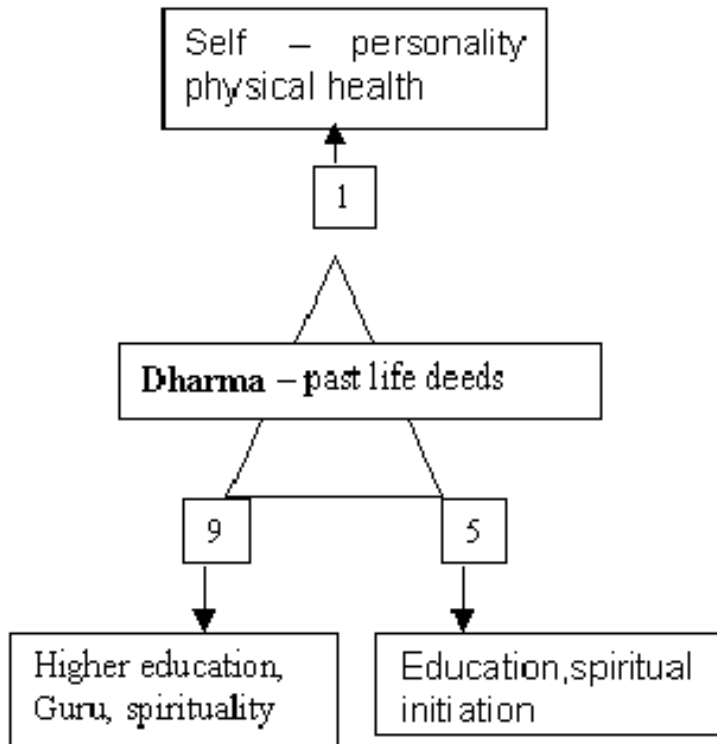 Self – personality
physical health
1
Dharma – past life deeds
9
5
Higher education,
Guru, spirituality
Education,spiritual
initiation